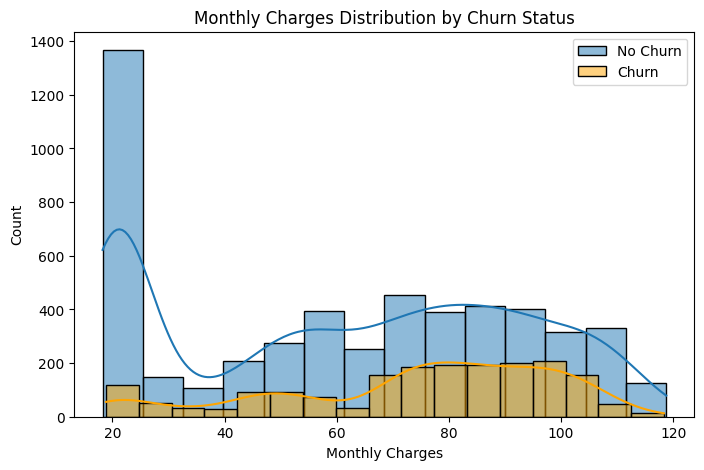 Monthly Charges Distribution by Churn Status
No Churn
Churn
Count
1400
1200
1000
800
600
400
200
0
20 40 60 80 100 120
Monthly Charges